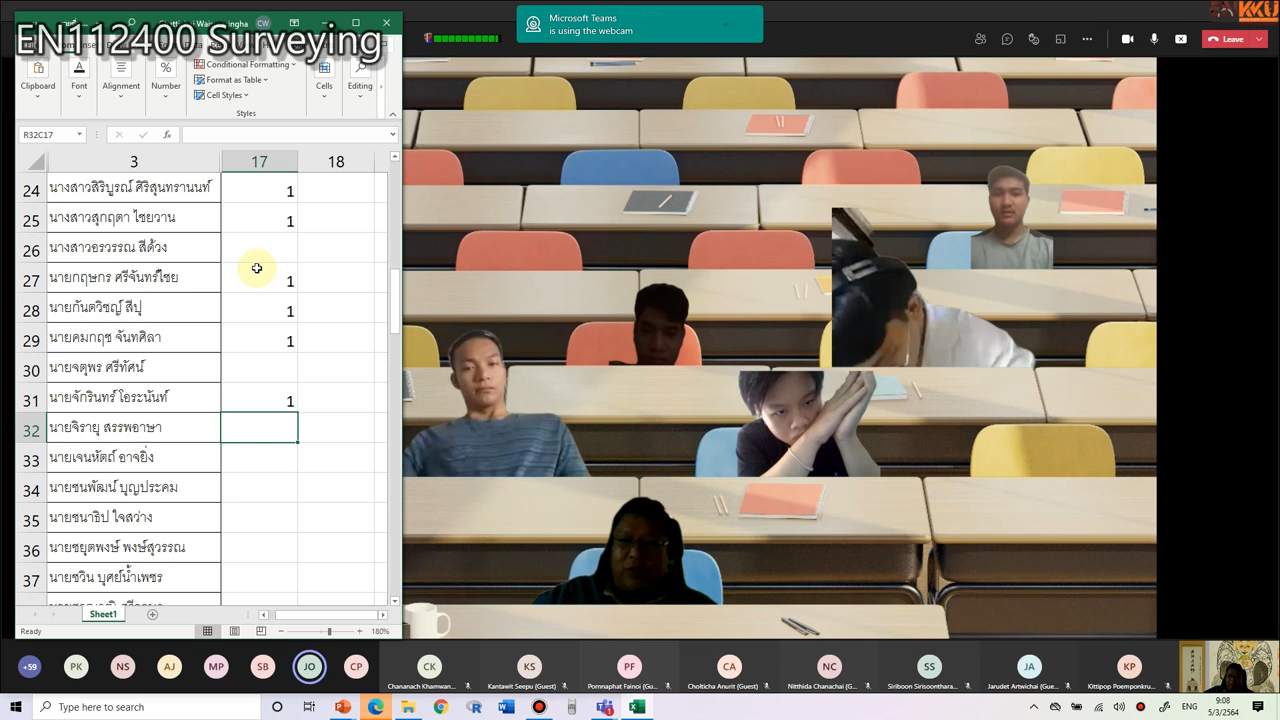 EN112400 Surveying
CW
Microsoft Teams
is using the webcam
KKU
Leave
Clipboard
Font
Alignment
Number
Conditional Formatting
Format as Table
Cell Styles
Styles
Cells
Editing
R32C17
fx
3 17 18
24 นางสาวสิริบูรณ์ ศิริสุนทรานนท์ 1
25 นางสาวสุกฤตา ไชยวาน 1
26 นางสาวอรวรรณ สีด้วง
27 นายกฤษกร ศรีจันทร์ไชย 1
28 นายกันตวิชญ์ สีปุ 1
29 นายคมกฤช จันทศิลา 1
30 นายจตุพร ศรีทัศน์
31 นายจักรินทร์ โอระนันท์ 1
32 นายจิรายุ สรรพอาษา
33 นายเจนหัตถ์ อาจยิ่ง
34 นายชนพัฒน์ บุญประคม
35 นายชนาธิป ใจสว่าง
36 นายชยุตพงษ์ พงษ์สุวรรณ
37 นายชวิน บุศย์น้ำเพชร
Sheet1
Ready
180%
+59 PK NS AJ MP SB JO CP CK KS PF CA NC SS JA KP
Chananach Khamwan...
Kantawit Seepu (Guest)
Pornnaphat Fainoi (Gu...
Cholticha Anurit (Guest)
Nitthida Chanachai (G...
Siriboon Sirisoonthara...
Jarudet Artwichai (Gue...
Kittipop Poemponkru...
Type here to search
ENG
9:08
5/3/2564